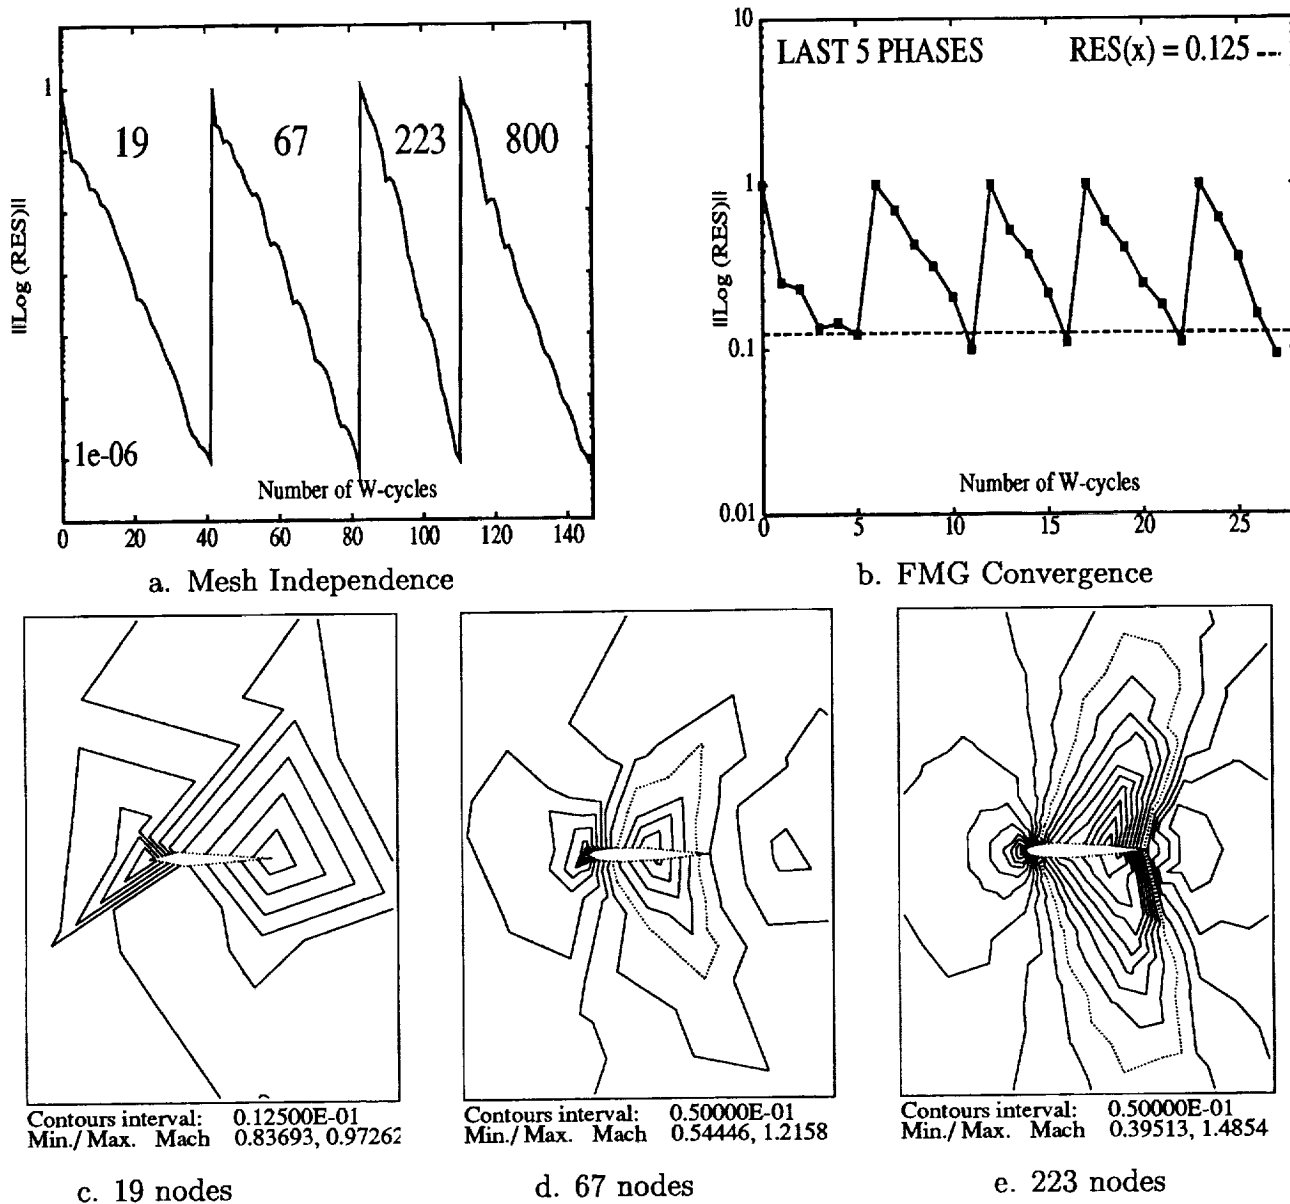 1
19
67
223
800
||Log (RES)||
1e-06
Number of W-cycles
0 20 40 60 80 100 120 140
a. Mesh Independence
10
LAST 5 PHASES RES(x) = 0.125 ---
1
||Log (RES)||
0.1
Number of W-cycles
0.01
0 5 10 15 20 25
b. FMG Convergence
Contours interval: 0.12500E-01
Min./ Max. Mach 0.83693, 0.97262
c. 19 nodes
Contours interval: 0.50000E-01
Min./ Max. Mach 0.54446, 1.2158
d. 67 nodes
Contours interval: 0.50000E-01
Min./ Max. Mach 0.39513, 1.4854
e. 223 nodes